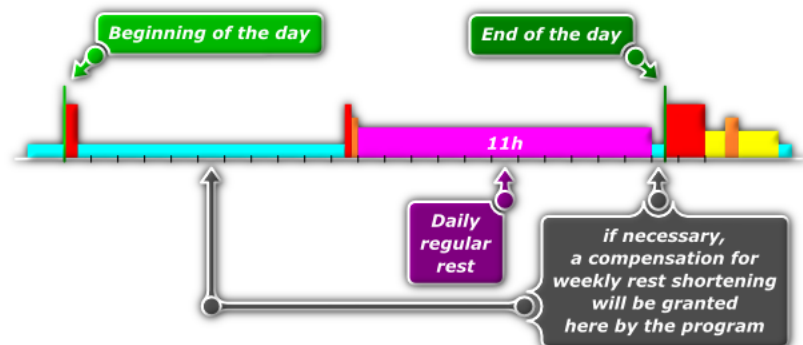 Beginning of the day
End of the day
11h
Daily
regular
rest
if necessary,
a compensation for
weekly rest shortening
will be granted
here by the program